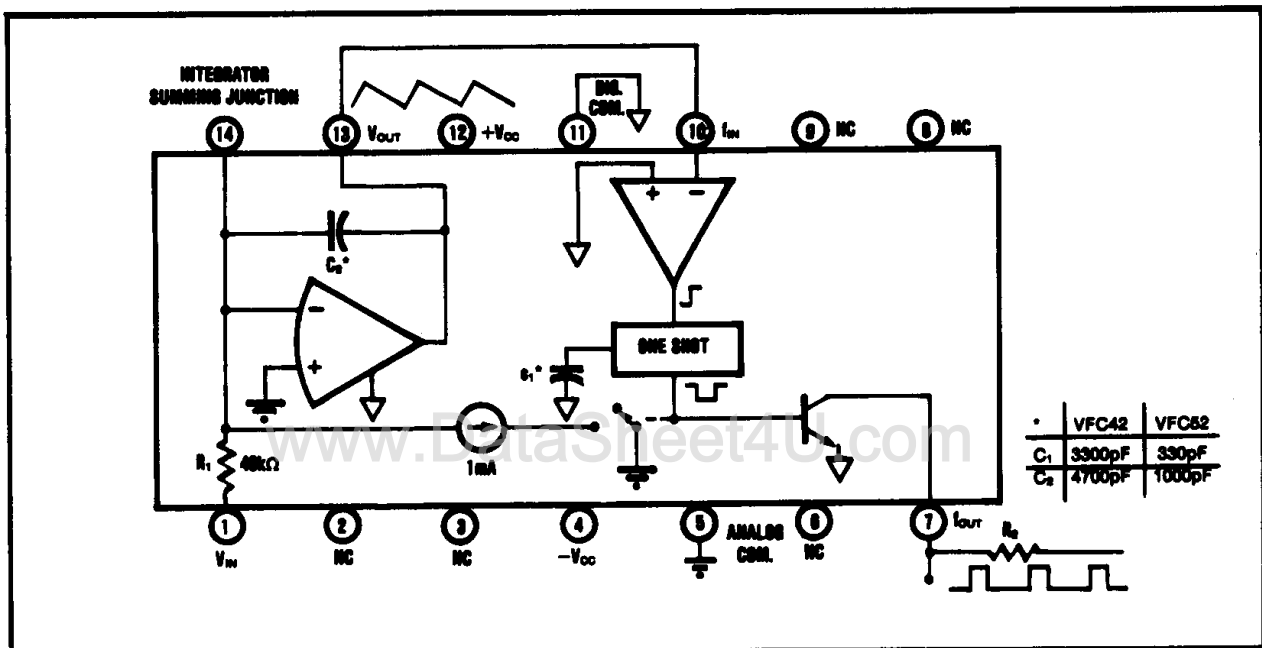 INTEGRATOR
SUMMING JUNCTION
DIG.
COM.
14
13 VOUT
12 +VCC
11
10 fIN
9 NC
8 NC
+ −
C2*
−
+
ONE SHOT
C1*
www.DataSheet4U.com
R1 40kΩ
1mA
* VFC42 VFC52
C1 3300pF 330pF
C2 4700pF 1000pF
1
2
3
4
5
ANALOG
COM.
6
7
fOUT
VIN
NC
NC
−VCC
NC
R2